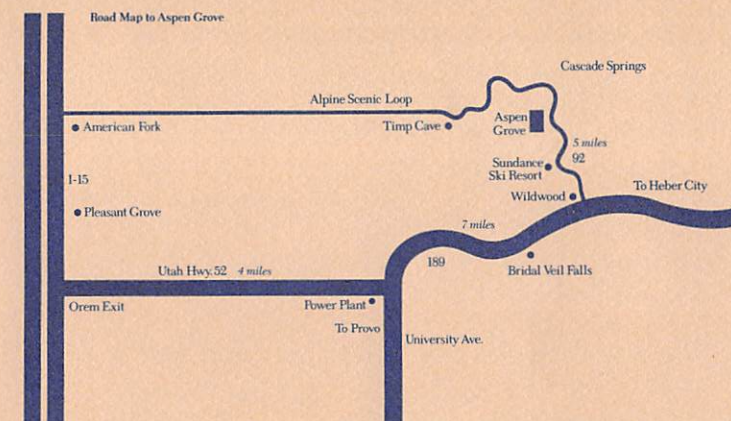 Road Map to Aspen Grove
Cascade Springs
Alpine Scenic Loop
American Fork
Timp Cave
Aspen
Grove
5 miles
92
Sundance
Ski Resort
I-15
To Heber City
Wildwood
Pleasant Grove
7 miles
189
Bridal Veil Falls
Utah Hwy. 52 4 miles
Orem Exit
Power Plant
To Provo
University Ave.